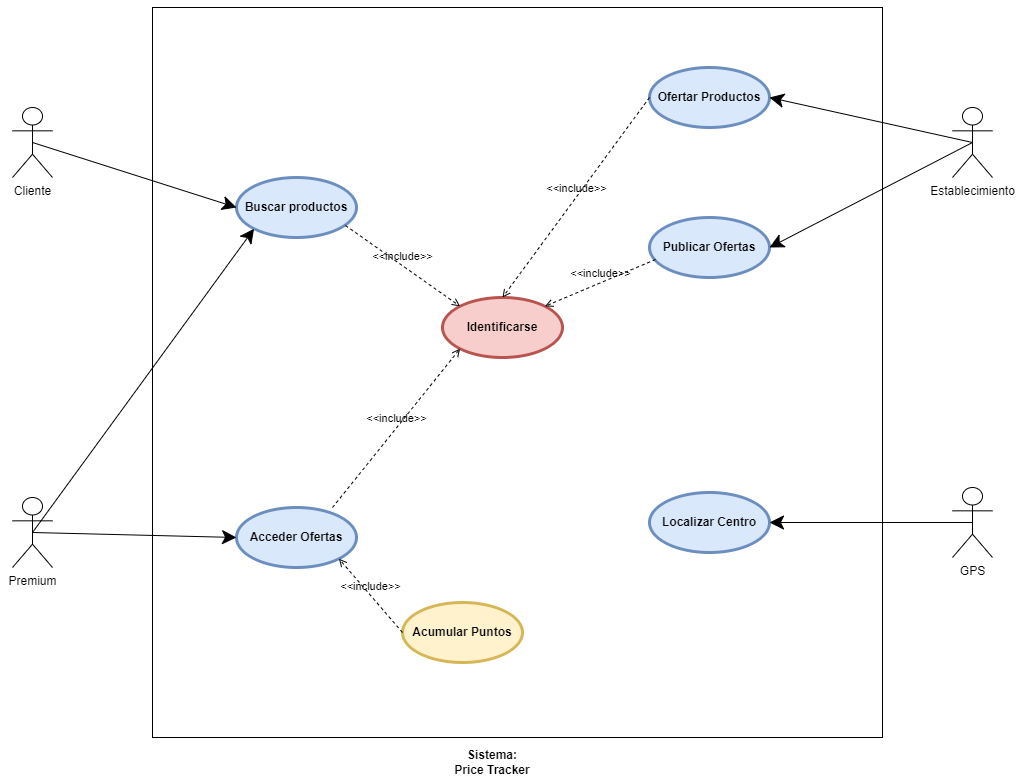 Ofertar Productos
Cliente
Establecimiento
<<include>>
Buscar productos
Publicar Ofertas
<<include>>
<<include>>
Identificarse
<<include>>
Localizar Centro
Acceder Ofertas
Premium
GPS
<<include>>
Acumular Puntos
Sistema:
Price Tracker